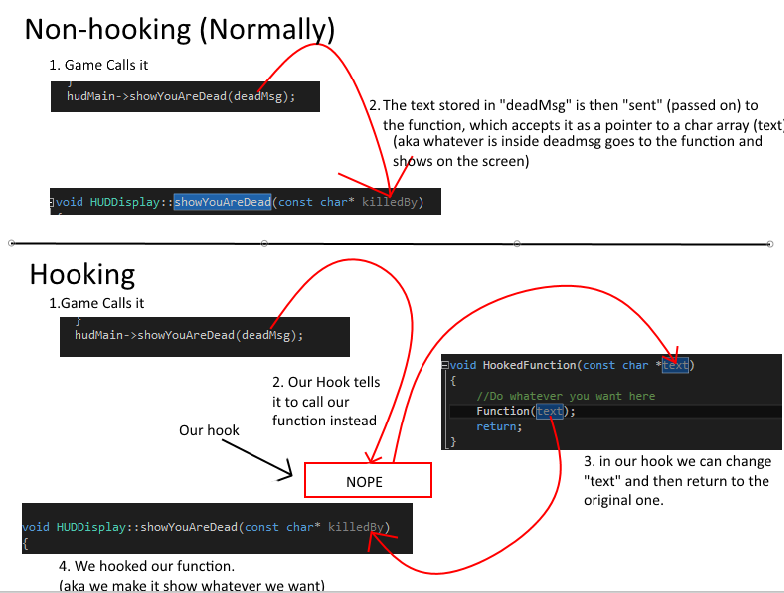 Non-hooking (Normally)
1. Game Calls it
}
hudMain->showYouAreDead(deadMsg);
2. The text stored in "deadMsg" is then "sent" (passed on) to
the function, which accepts it as a pointer to a char array (text)
(aka whatever is inside deadmsg goes to the function and
shows on the screen)
void HUDDisplay::showYouAreDead(const char* killedBy)
{
Hooking
1.Game Calls it
}
hudMain->showYouAreDead(deadMsg);
2. Our Hook tells
it to call our
function instead
Our hook
NOPE
void HookedFunction(const char *text)
{
//Do whatever you want here
Function(text);
return;
}
3. in our hook we can change
"text" and then return to the
original one.
void HUDDisplay::showYouAreDead(const char* killedBy)
{
4. We hooked our function.
(aka we make it show whatever we want)